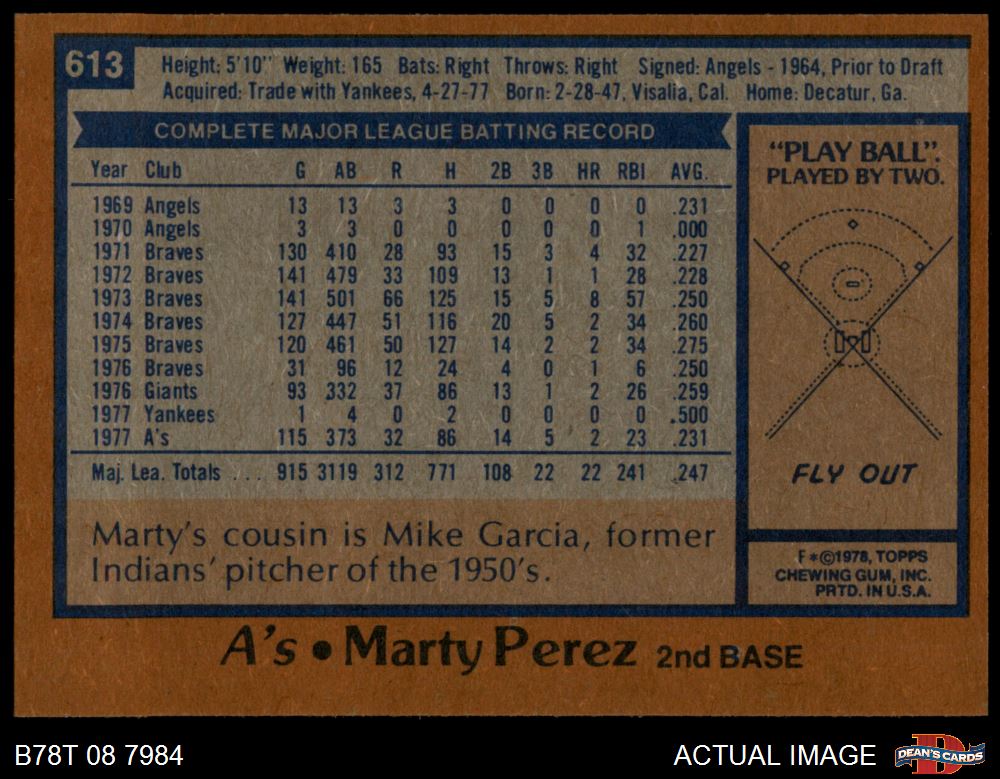 613
Height: 5'10" Weight: 165 Bats: Right Throws: Right Signed: Angels - 1964, Prior to Draft
Acquired: Trade with Yankees, 4-27-77 Born: 2-28-47, Visalia, Cal. Home: Decatur, Ga.
COMPLETE MAJOR LEAGUE BATTING RECORD
Year Club G AB R H 2B 3B HR RBI AVG.
1969 Angels 13 13 3 3 0 0 0 0 .231
1970 Angels 3 3 0 0 0 0 0 1 .000
1971 Braves 130 410 28 93 15 3 4 32 .227
1972 Braves 141 479 33 109 13 1 1 28 .228
1973 Braves 141 501 66 125 15 5 8 57 .250
1974 Braves 127 447 51 116 20 5 2 34 .260
1975 Braves 120 461 50 127 14 2 2 34 .275
1976 Braves 31 96 12 24 4 0 1 6 .250
1976 Giants 93 332 37 86 13 1 2 26 .259
1977 Yankees 1 4 0 2 0 0 0 0 .500
1977 A's 115 373 32 86 14 5 2 23 .231
Maj. Lea. Totals ... 915 3119 312 771 108 22 22 241 .247
Marty's cousin is Mike Garcia, former
Indians' pitcher of the 1950's.
"PLAY BALL".
PLAYED BY TWO.
FLY OUT
F*©1978, TOPPS
CHEWING GUM, INC.
PRTD. IN U.S.A.
A's • Marty Perez 2nd BASE
B78T 08 7984
ACTUAL IMAGE
DEAN'S CARDS